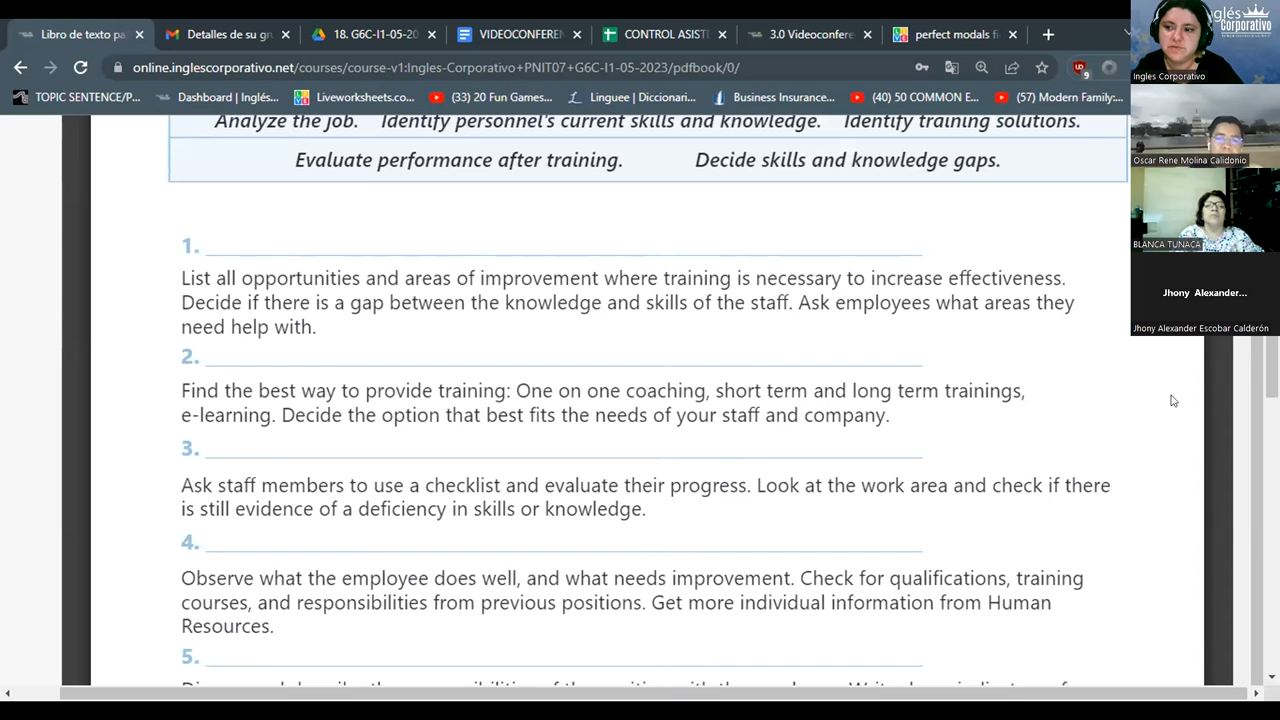 Libro de texto pa
Detalles de su gr
18. G6C-I1-05-20
VIDEOCONFEREN
CONTROL ASIST
3.0 Videoconfere
perfect modals f
online.inglescorporativo.net/courses/course-v1:Ingles-Corporativo+PNIT07+G6C-I1-05-2023/pdfbook/0/
9
TOPIC SENTENCE/P...
Dashboard | Inglés...
Liveworksheets.co...
(33) 20 Fun Games...
Linguee | Diccionari...
Business Insurance...
(40) 50 COMMON E...
(57) Modern Family:...
Analyze the job. Identify personnel's current skills and knowledge. Identify training solutions.
Evaluate performance after training. Decide skills and knowledge gaps.
1.
List all opportunities and areas of improvement where training is necessary to increase effectiveness.
Decide if there is a gap between the knowledge and skills of the staff. Ask employees what areas they
need help with.
2.
Find the best way to provide training: One on one coaching, short term and long term trainings,
e-learning. Decide the option that best fits the needs of your staff and company.
3.
Ask staff members to use a checklist and evaluate their progress. Look at the work area and check if there
is still evidence of a deficiency in skills or knowledge.
4.
Observe what the employee does well, and what needs improvement. Check for qualifications, training
courses, and responsibilities from previous positions. Get more individual information from Human
Resources.
5.
glés
Corporativo
Ingles Corporativo
Oscar Rene Molina Calidonio
BLANCA TUNACA
Jhony Alexander...
Jhony Alexander Escobar Calderón